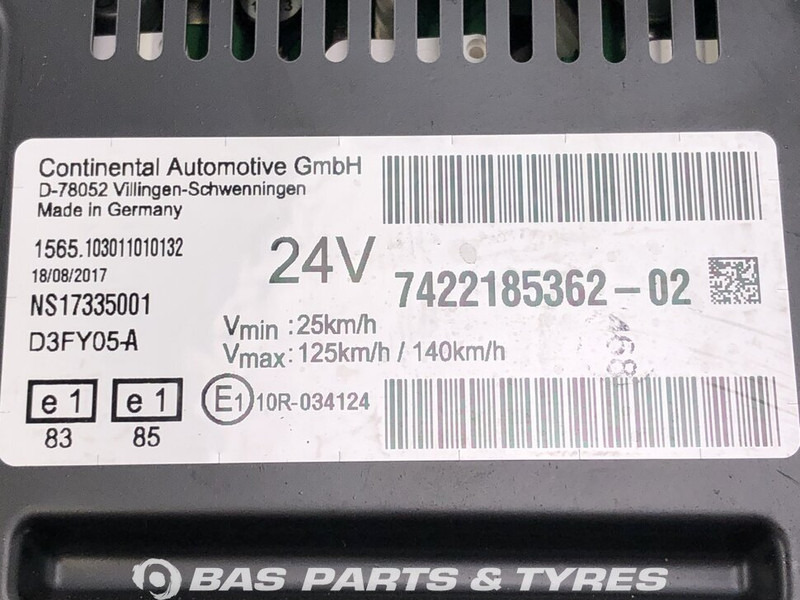 Continental Automotive GmbH
D-78052 Villingen-Schwenningen
Made in Germany
1565.103011010132
18/08/2017
24V
7422185362-02
NS17335001
D3FY05-A
Vmin :25km/h
Vmax: 125km/h / 140km/h
e 1
83
e 1
85
E1 10R-034124
BAS PARTS & TYRES